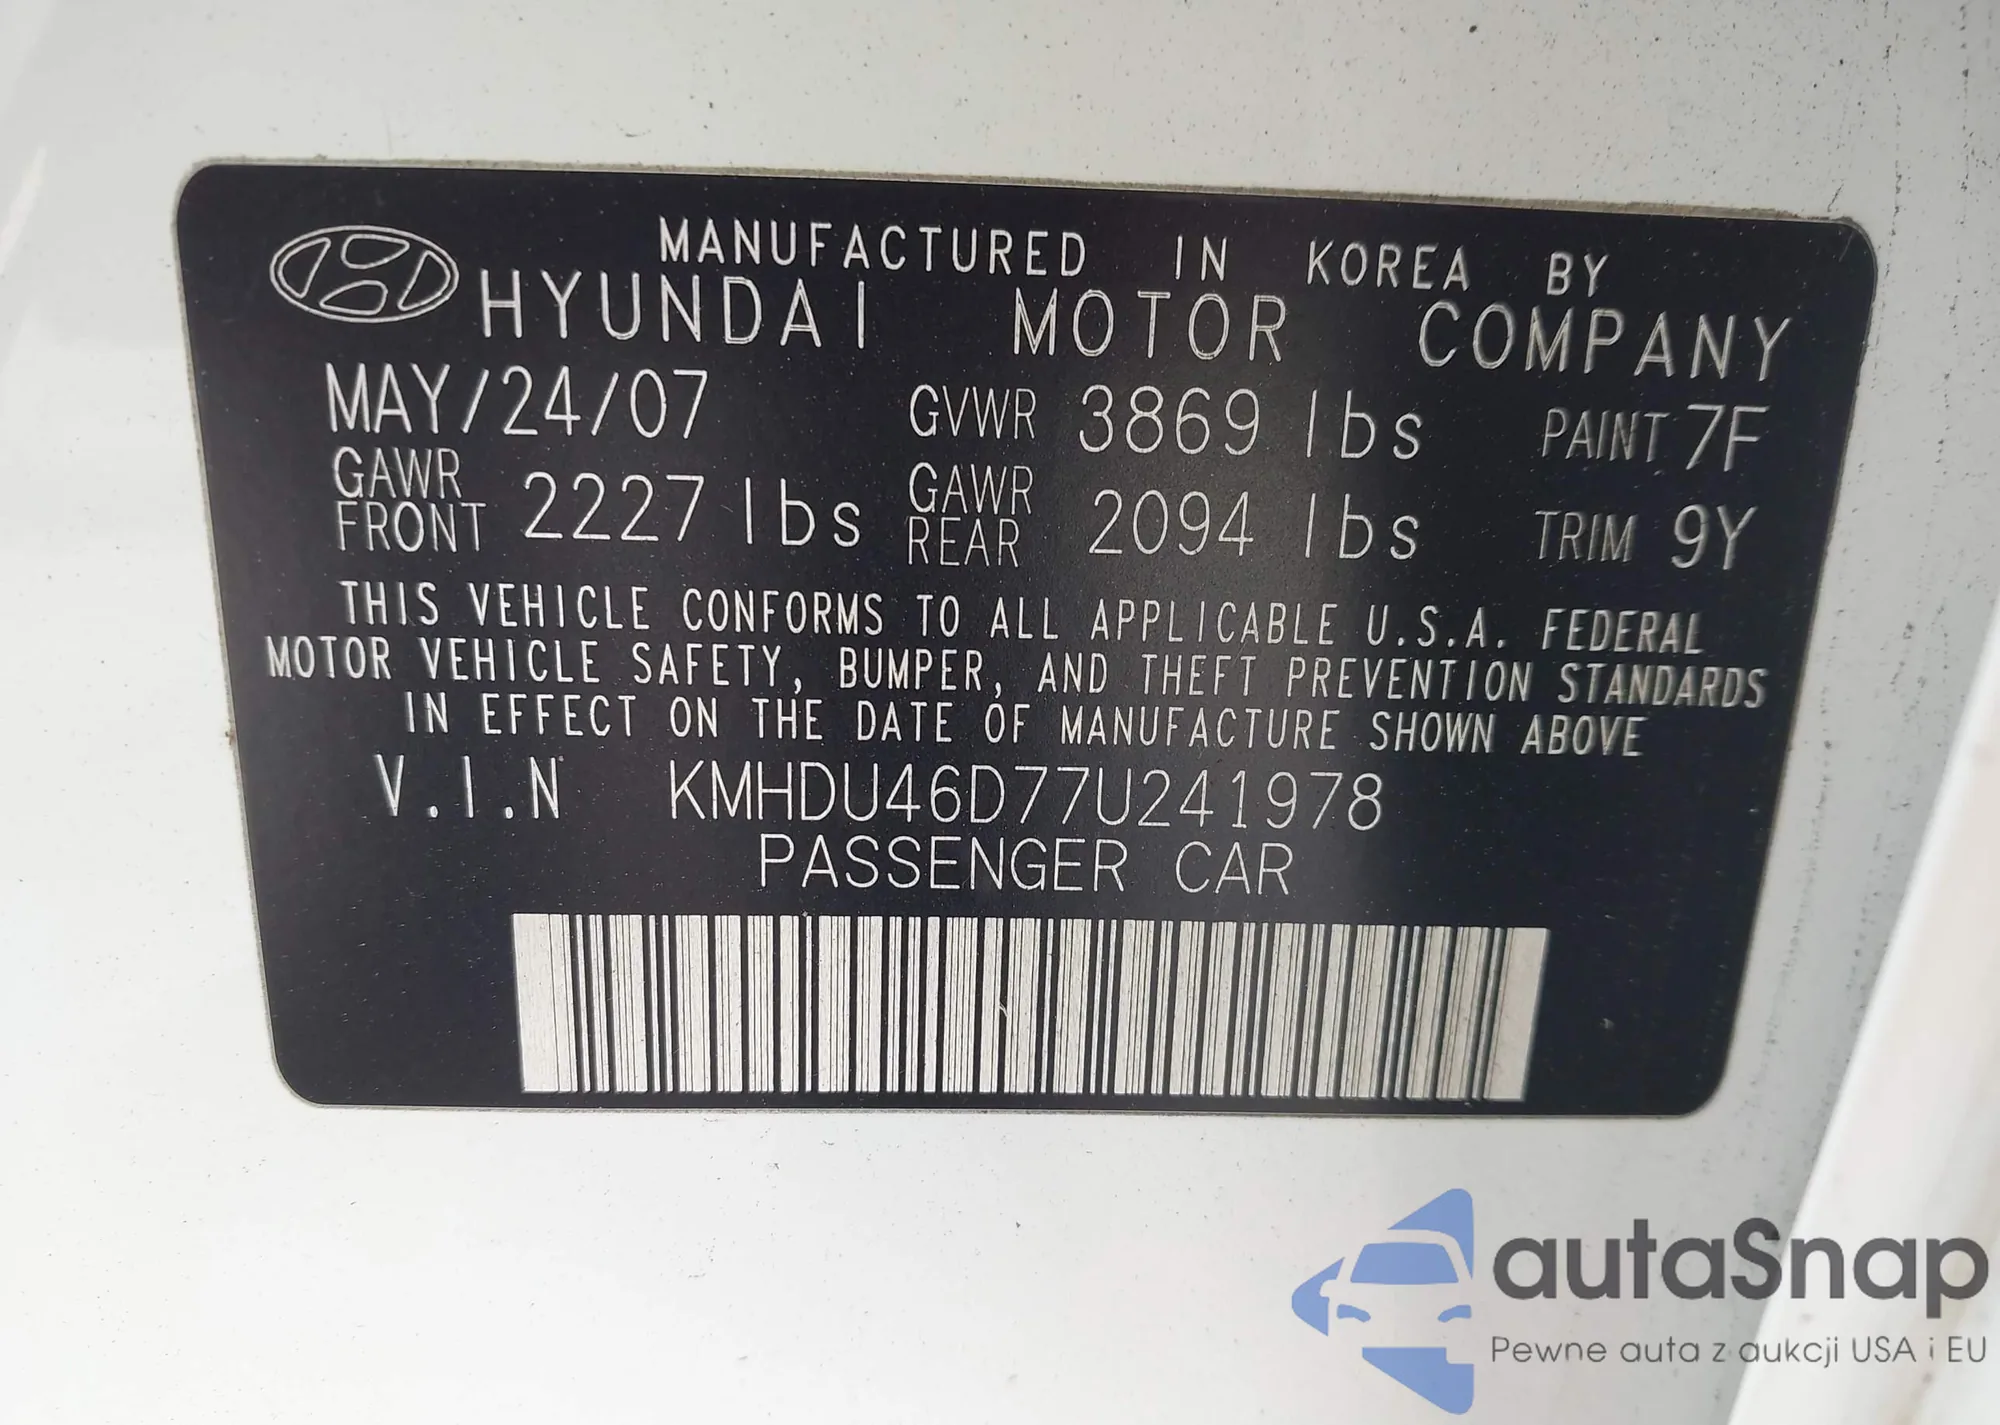 MANUFACTURED IN KOREA BY
HYUNDAI MOTOR COMPANY
MAY/24/07 GVWR 3869 lbs PAINT 7F
GAWR FRONT 2227 lbs GAWR REAR 2094 lbs TRIM 9Y
THIS VEHICLE CONFORMS TO ALL APPLICABLE U.S.A. FEDERAL
MOTOR VEHICLE SAFETY, BUMPER, AND THEFT PREVENTION STANDARDS
IN EFFECT ON THE DATE OF MANUFACTURE SHOWN ABOVE
V.I.N KMHDU46D77U241978
PASSENGER CAR
autaSnap
Pewne auta z aukcji USA i EU